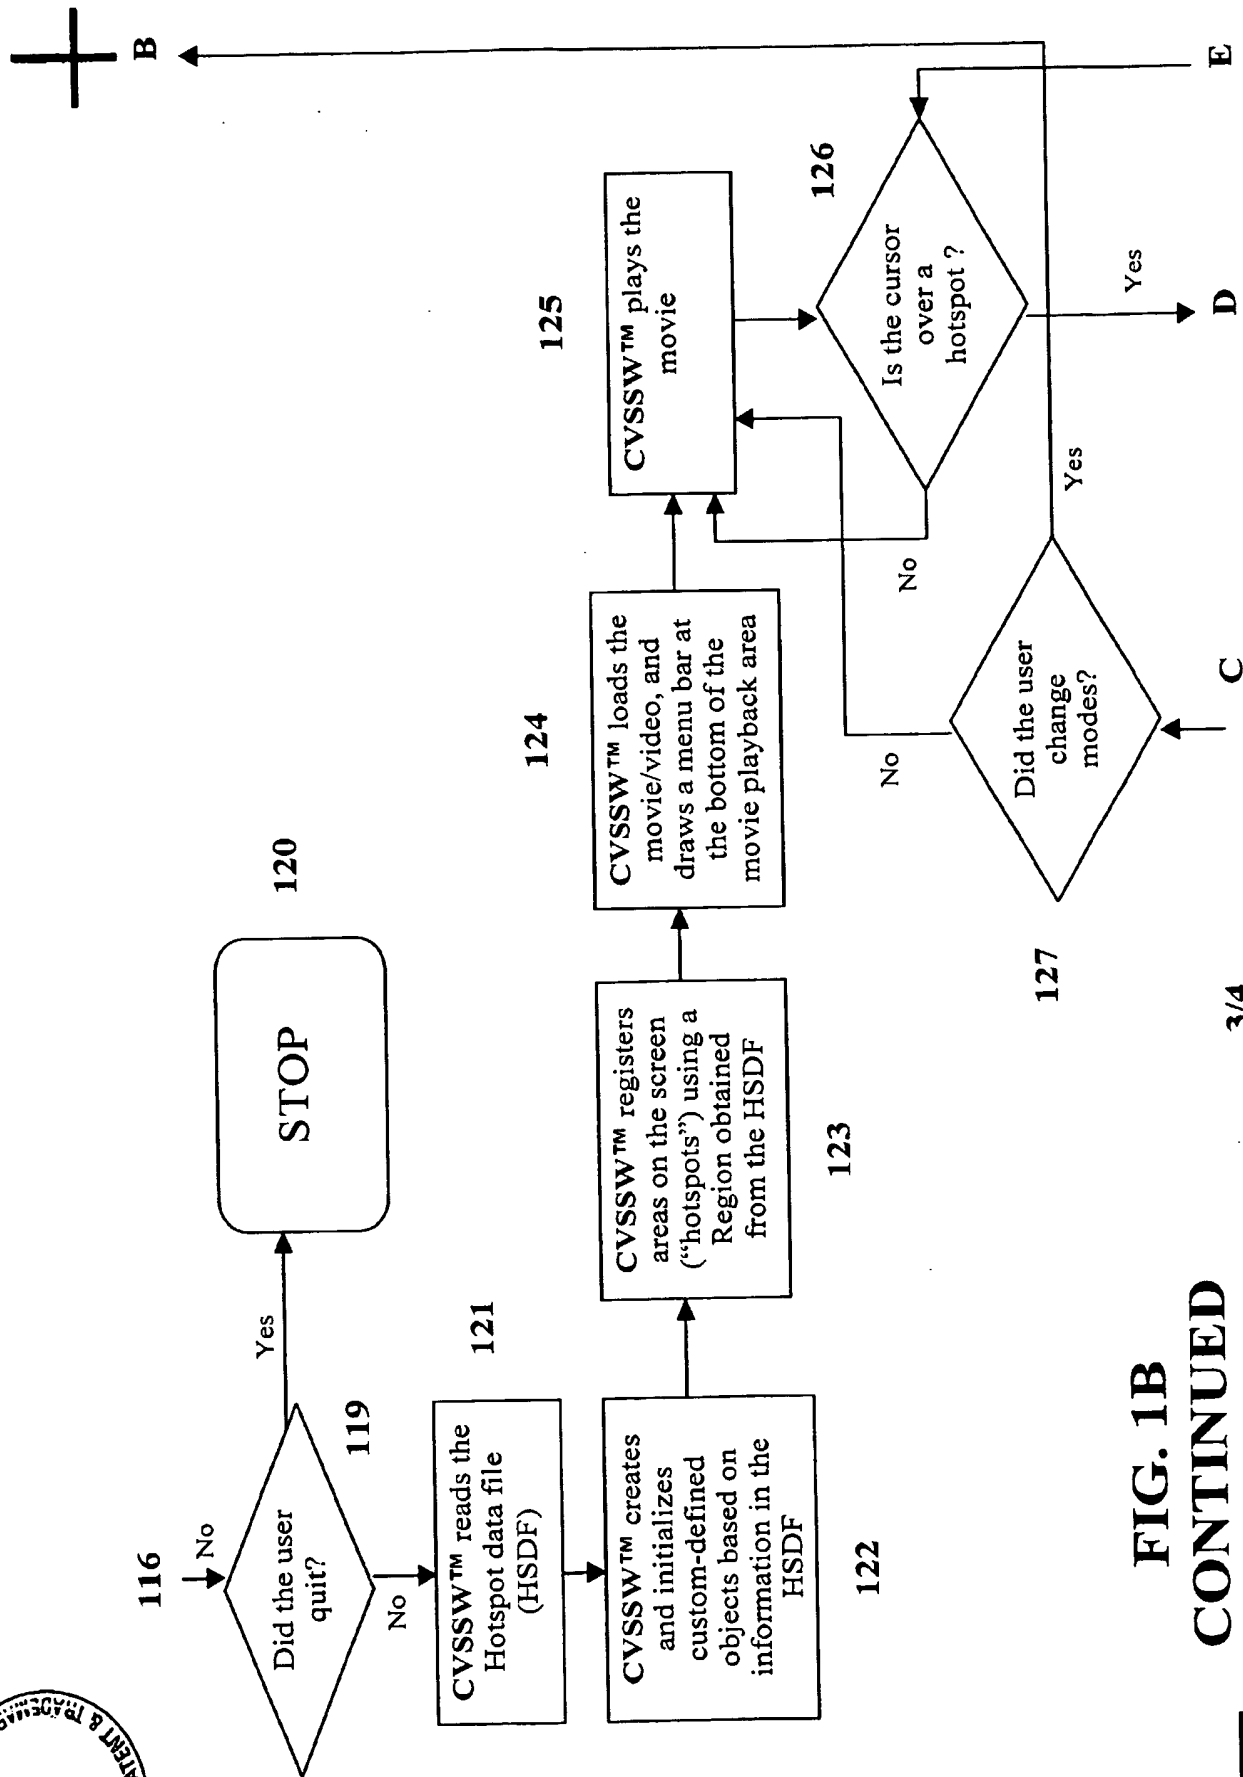 116
No
Did the user
quit?
119
Yes
STOP
120
No
CVSSW™ reads the
Hotspot data file
(HSDF)
121
CVSSW™ creates
and initializes
custom-defined
objects based on
information in the
HSDF
122
CVSSW™ registers
areas on the screen
(“hotspots”) using a
Region obtained
from the HSDF
123
124
CVSSW™ loads the
movie/video, and
draws a menu bar at
the bottom of the
movie playback area
125
CVSSW™ plays the
movie
126
Is the cursor
over a
hotspot ?
No
Yes
D
E
B
127
Did the user
change
modes?
No
Yes
C
3/4
FIG. 1B
CONTINUED
PATENT & TRADEMARK